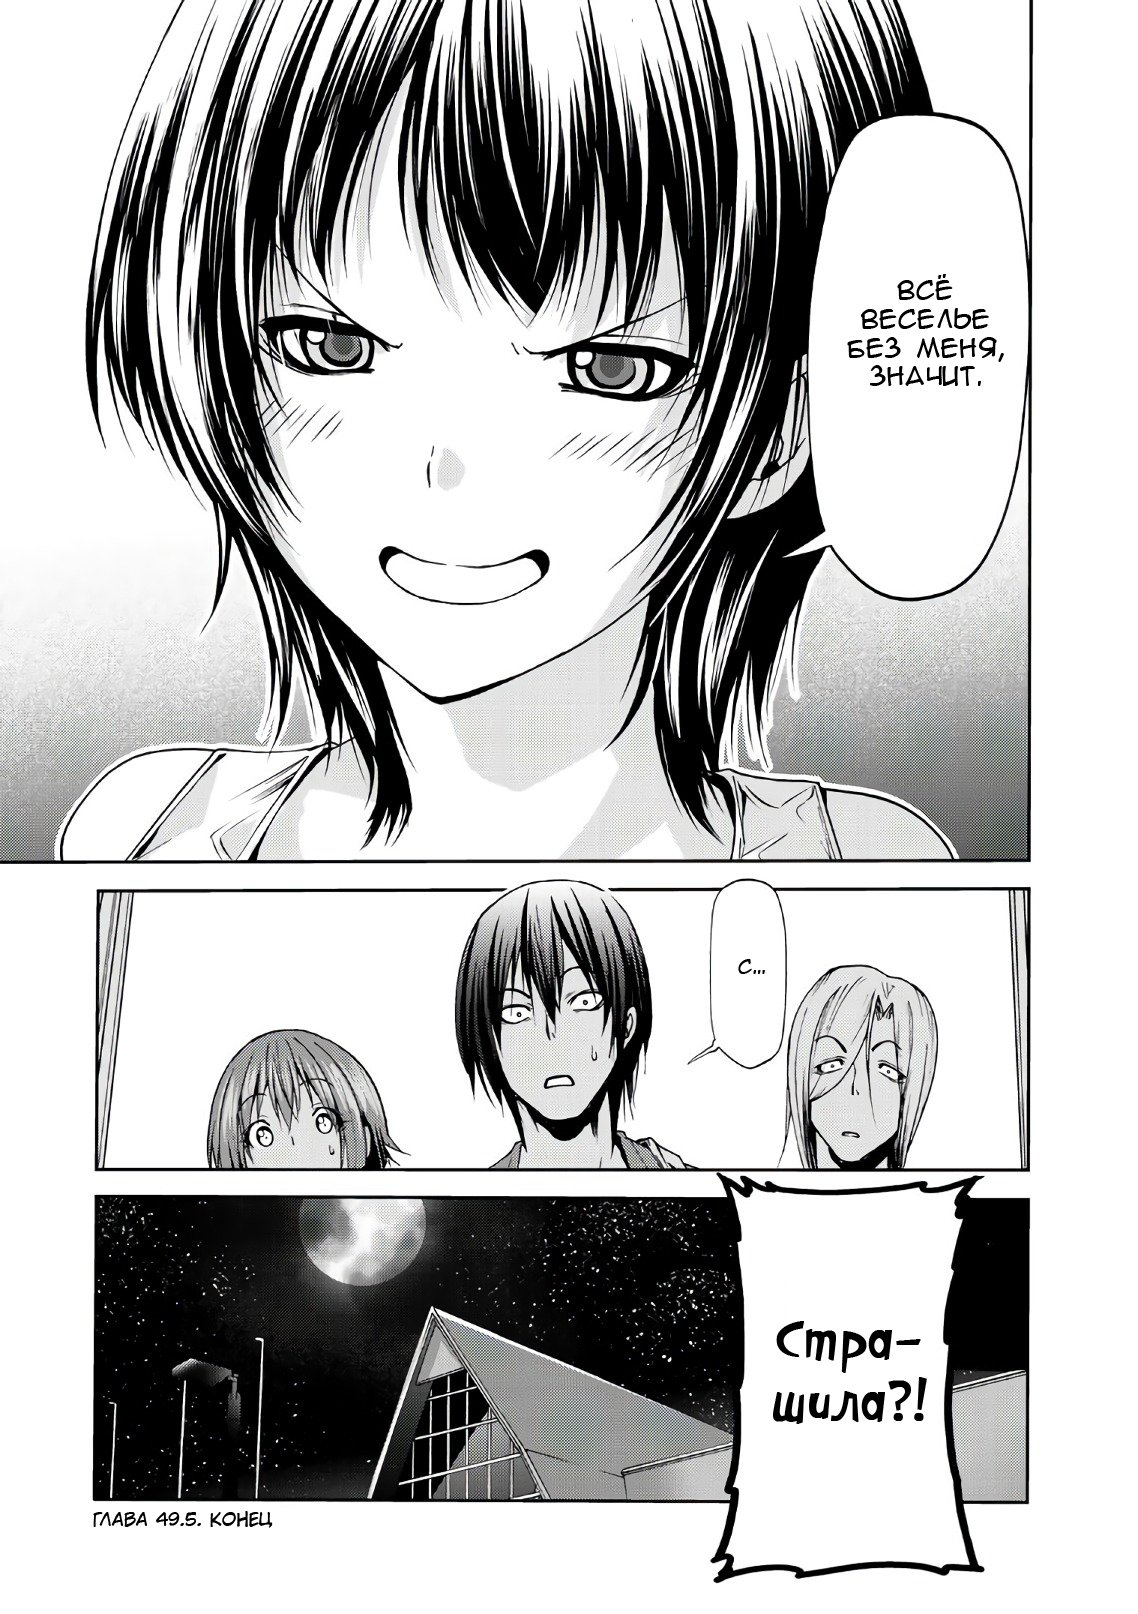 ВСЁ
ВЕСЕЛЬЕ
БЕЗ МЕНЯ,
ЗНАЧИТ.
С...
Стра-
шила?!
ГЛАВА 49.5. КОНЕЦ